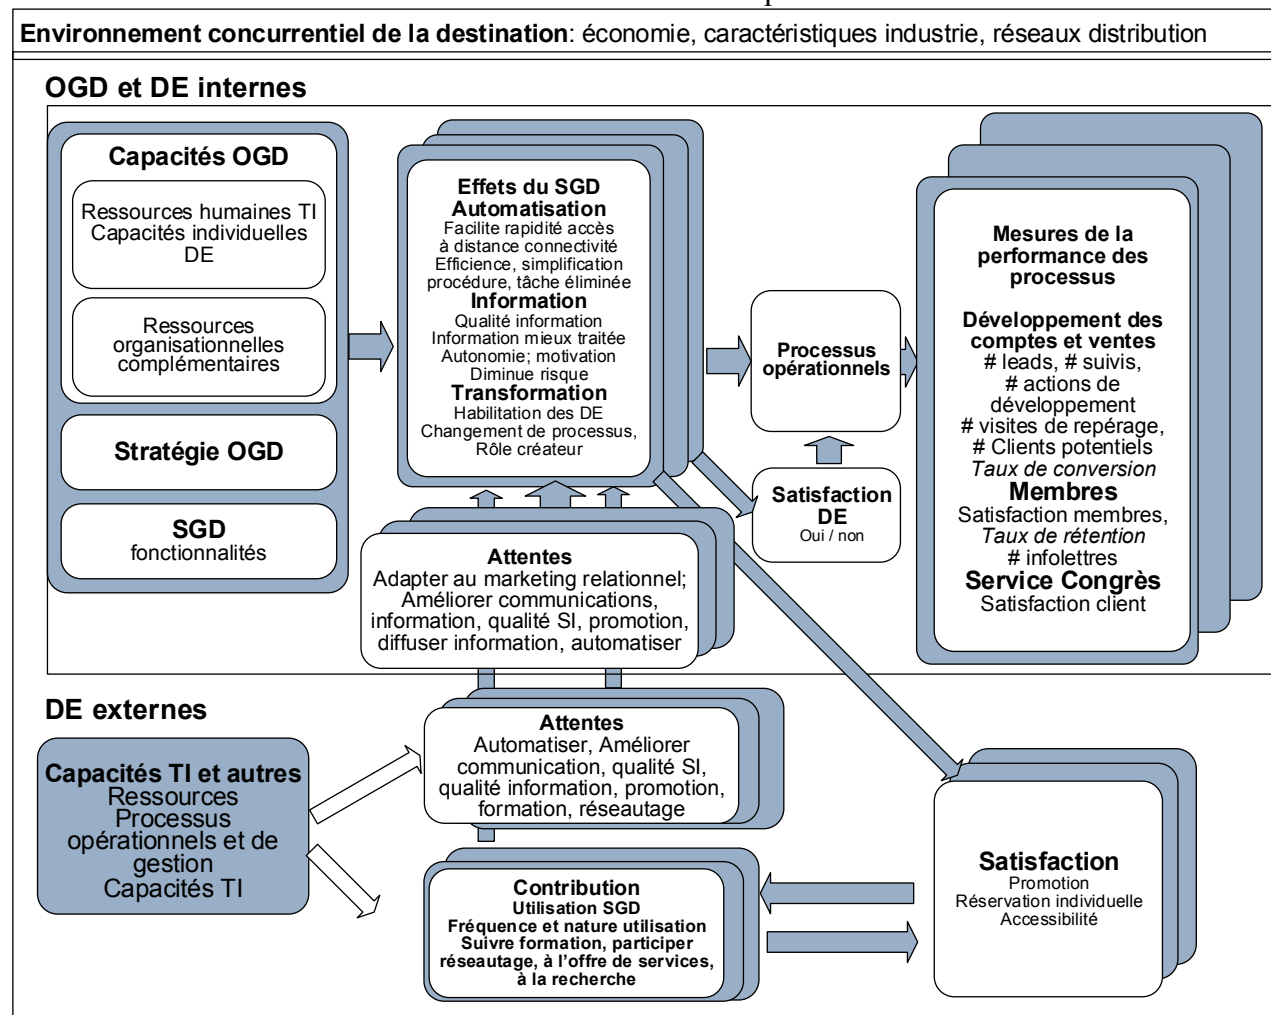 Environnement concurrentiel de la destination: économie, caractéristiques industrie, réseaux distribution
OGD et DE internes
Capacités OGD
Ressources humaines TI
Capacités individuelles
DE
Ressources
organisationnelles
complémentaires
Stratégie OGD
SGD
fonctionnalités
Effets du SGD
Automatisation
Facilite rapidité accès
à distance connectivité
Efficience, simplification
procédure, tâche éliminée
Information
Qualité information
Information mieux traitée
Autonomie; motivation
Diminue risque
Transformation
Habilitation des DE
Changement de processus,
Rôle créateur
Processus
opérationnels
Satisfaction
DE
Oui / non
Mesures de la
performance des
processus
Développement des
comptes et ventes
# leads, # suivis,
# actions de
développement
# visites de repérage,
# Clients potentiels
Taux de conversion
Membres
Satisfaction membres,
Taux de rétention
# infolettres
Service Congrès
Satisfaction client
Attentes
Adapter au marketing relationnel;
Améliorer communications,
information, qualité SI, promotion,
diffuser information, automatiser
DE externes
Capacités TI et autres
Ressources
Processus
opérationnels et de
gestion
Capacités TI
Attentes
Automatiser, Améliorer
communication, qualité SI,
qualité information, promotion,
formation, réseautage
Contribution
Utilisation SGD
Fréquence et nature utilisation
Suivre formation, participer
réseautage, à l'offre de services,
à la recherche
Satisfaction
Promotion
Réservation individuelle
Accessibilité